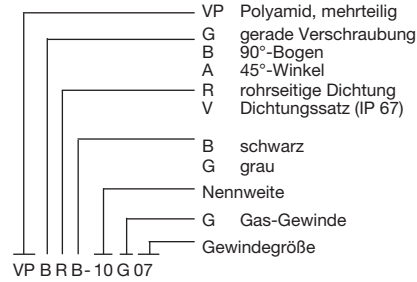 VP Polyamid, mehrteilig
G gerade Verschraubung
B 90°-Bogen
A 45°-Winkel
R rohrseitige Dichtung
V Dichtungssatz (IP 67)
B schwarz
G grau
Nennweite
G Gas-Gewinde
Gewindegröße
VP B R B - 10 G 07